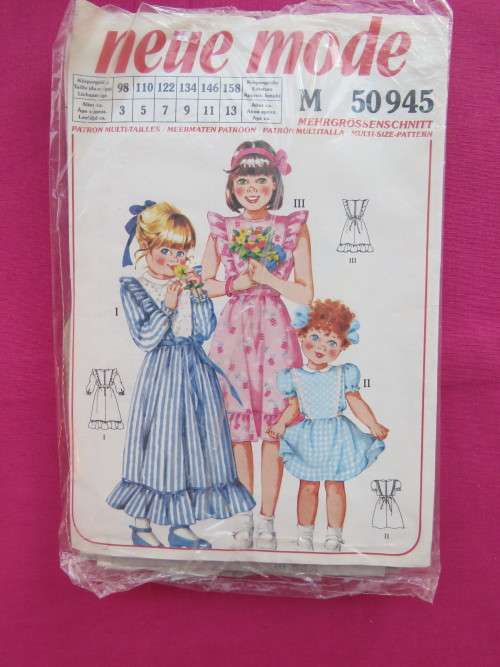 neue mode
98 110 122 134 146 158
3 5 7 9 11 13
M 50945
MEHRGRÖSSENSCHNITT
PATRON MULTI-TAILLES / MEERMATEN PATROON / PATRÓN MULTITALLA / MULTI-SIZE-PATTERN
III
I
II
III
I
II